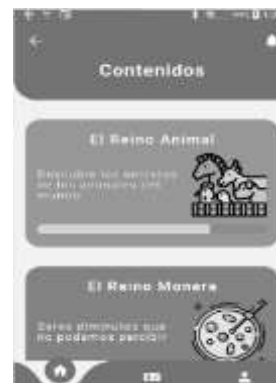 Contenidos
El Reino Animal
Descubre los secretos
de los animales del
mundo
El Reino Monera
Seres diminutos que
no podemos percibir